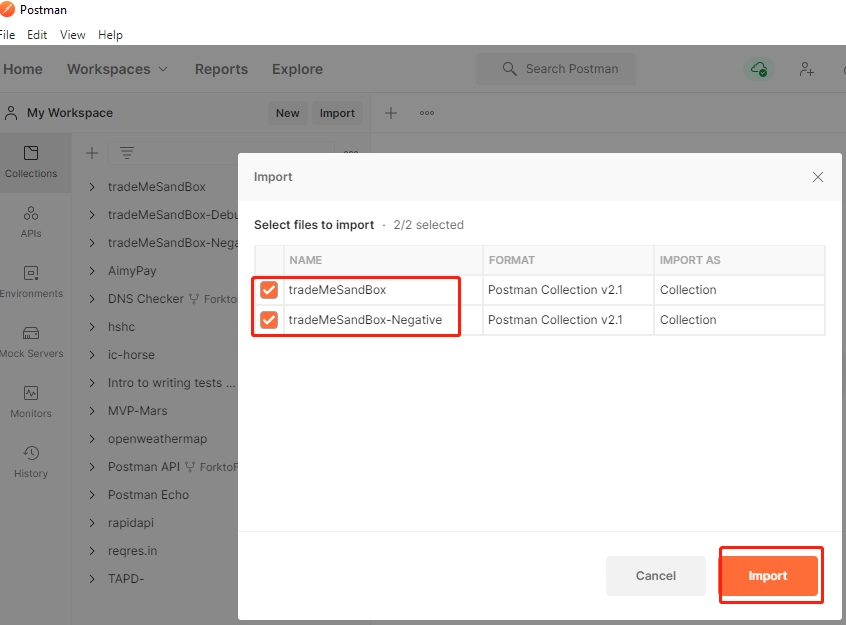 Postman
File Edit View Help
Home Workspaces Reports Explore Search Postman
My Workspace New Import
Collections
APIs
Environments
Mock Servers
Monitors
History
tradeMeSandBox
tradeMeSandBox-Debu
tradeMeSandBox-Nega
AimyPay
DNS Checker Forkto
hshc
ic-horse
Intro to writing tests ...
MVP-Mars
openweathermap
Postman API ForktoF
Postman Echo
rapidapi
reqres.in
TAPD-
Import
Select files to import · 2/2 selected
NAME FORMAT IMPORT AS
tradeMeSandBox Postman Collection v2.1 Collection
tradeMeSandBox-Negative Postman Collection v2.1 Collection
Cancel Import